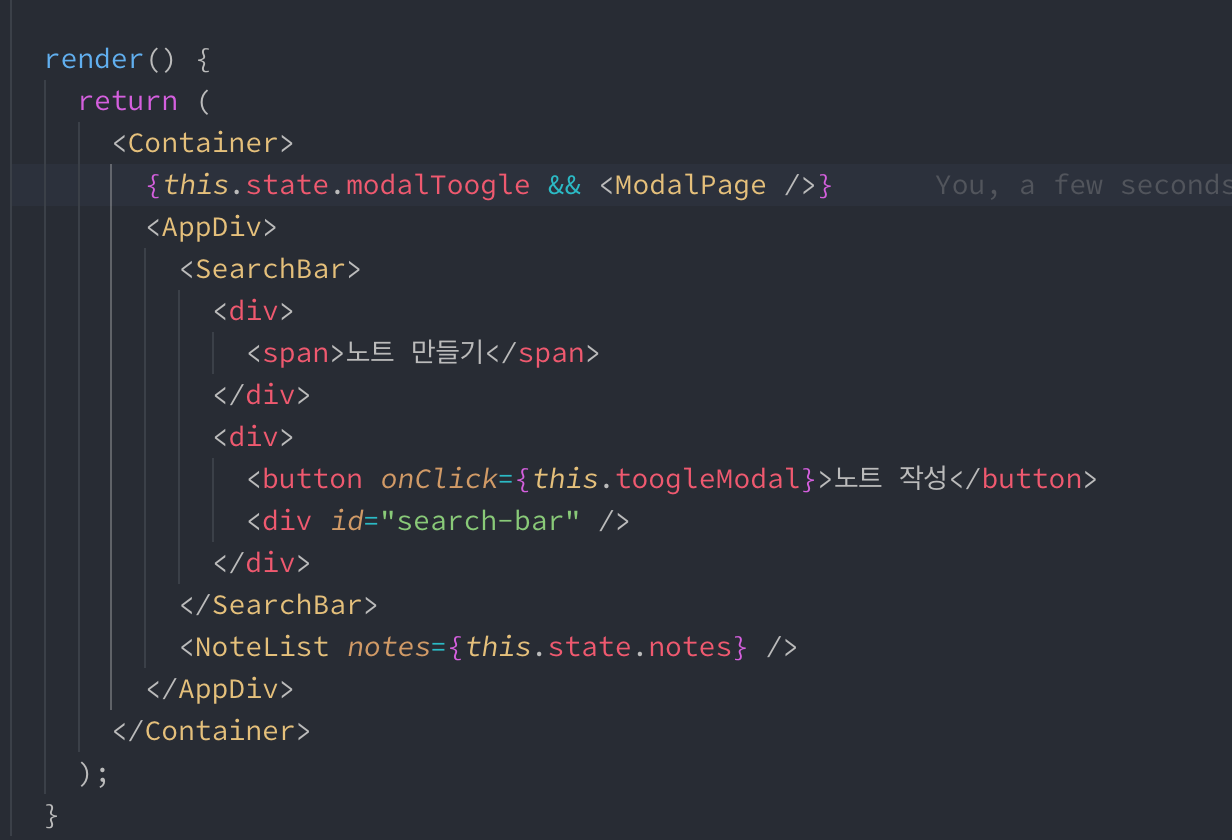 render() {
return (
<Container>
{this.state.modalToogle && <ModalPage />} You, a few seconds
<AppDiv>
<SearchBar>
<div>
<span>노트 만들기</span>
</div>
<div>
<button onClick={this.toogleModal}>노트 작성</button>
<div id="search-bar" />
</div>
</SearchBar>
<NoteList notes={this.state.notes} />
</AppDiv>
</Container>
);
}